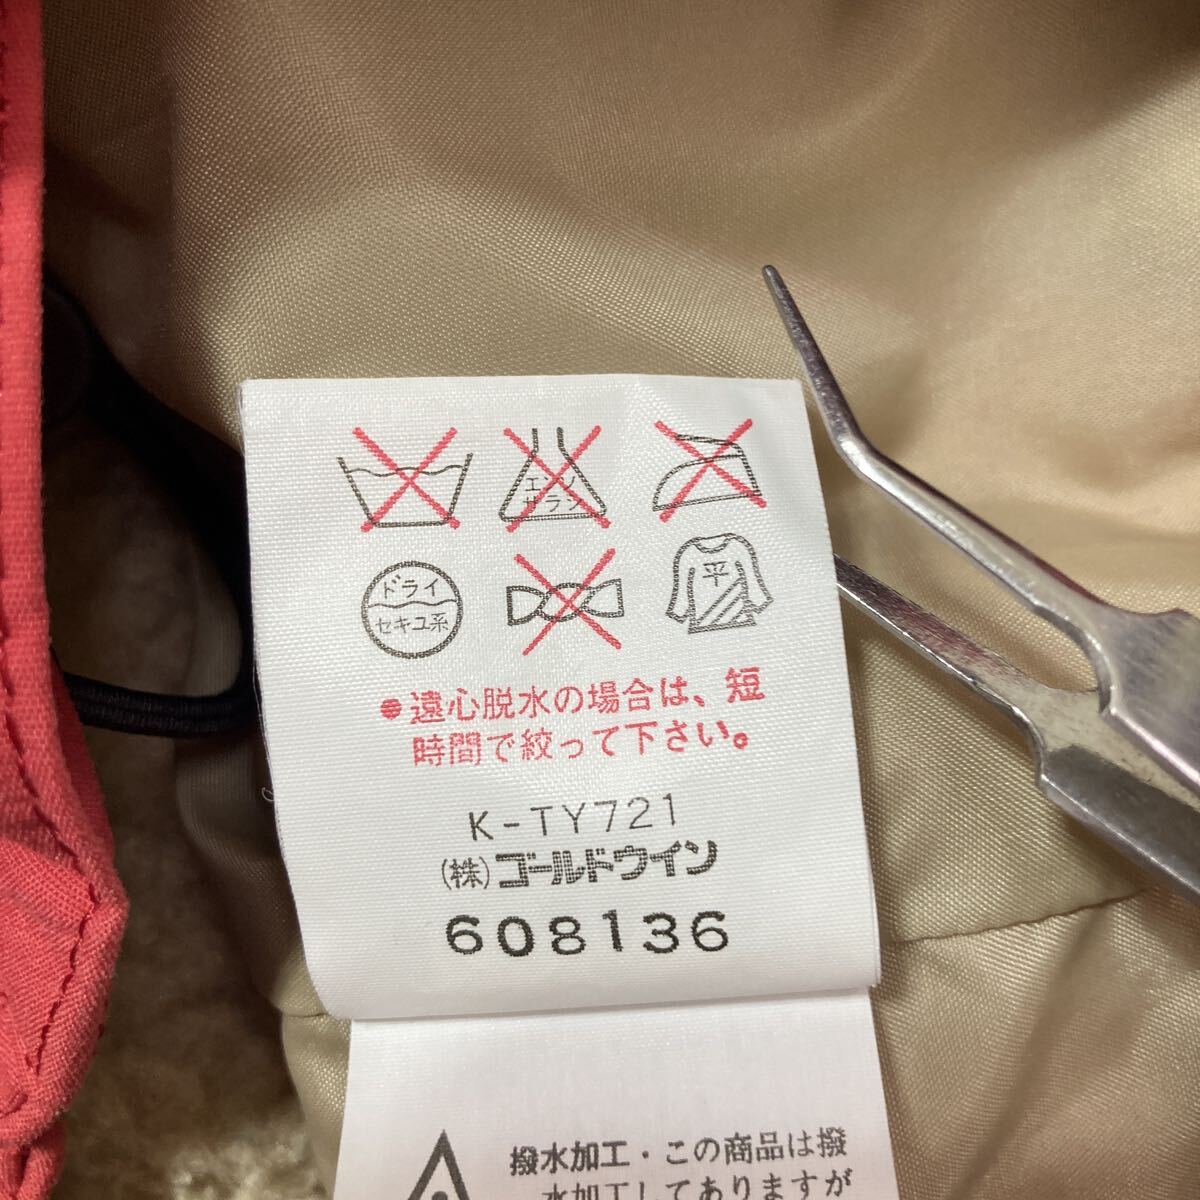 エンソ
サラン
ドライ
セキユ系
平
●遠心脱水の場合は、短
時間で絞って下さい。
K-TY721
(株)ゴールドウイン
608136
撥水加工・この商品は撥
水加工してありますが